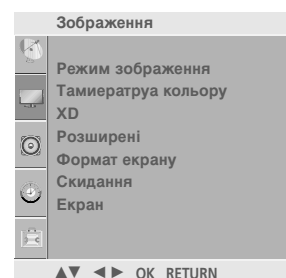 Зображення
Режим зображення
Тамиератруа кольору
XD
Розширені
Формат екрану
Скидання
Екран
▲▼ ◄► OK RETURN